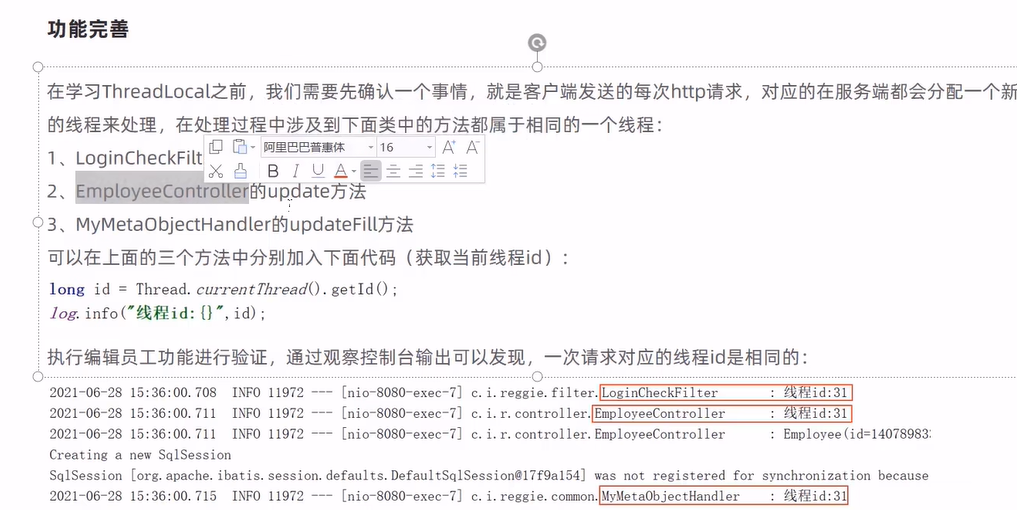 功能完善
在学习ThreadLocal之前，我们需要先确认一个事情，就是客户端发送的每次http请求，对应的在服务端都会分配一个新
的线程来处理，在处理过程中涉及到下面类中的方法都属于相同的一个线程：
1、LoginCheckFilt
阿里巴巴普惠体 16 A+ A-
B I U A
2、EmployeeController的update方法
3、MyMetaObjectHandler的updateFill方法
可以在上面的三个方法中分别加入下面代码（获取当前线程id）：
long id = Thread.currentThread().getId();
log.info("线程id:{}",id);
执行编辑员工功能进行验证，通过观察控制台输出可以发现，一次请求对应的线程id是相同的：
2021-06-28 15:36:00.708 INFO 11972 --- [nio-8080-exec-7] c.i.reggie.filter.LoginCheckFilter : 线程id:31
2021-06-28 15:36:00.711 INFO 11972 --- [nio-8080-exec-7] c.i.r.controller.EmployeeController : 线程id:31
2021-06-28 15:36:00.711 INFO 11972 --- [nio-8080-exec-7] c.i.r.controller.EmployeeController : Employee(id=14078983
Creating a new SqlSession
SqlSession [org.apache.ibatis.session.defaults.DefaultSqlSession@17f9a154] was not registered for synchronization because
2021-06-28 15:36:00.715 INFO 11972 --- [nio-8080-exec-7] c.i.reggie.common.MyMetaObjectHandler : 线程id:31